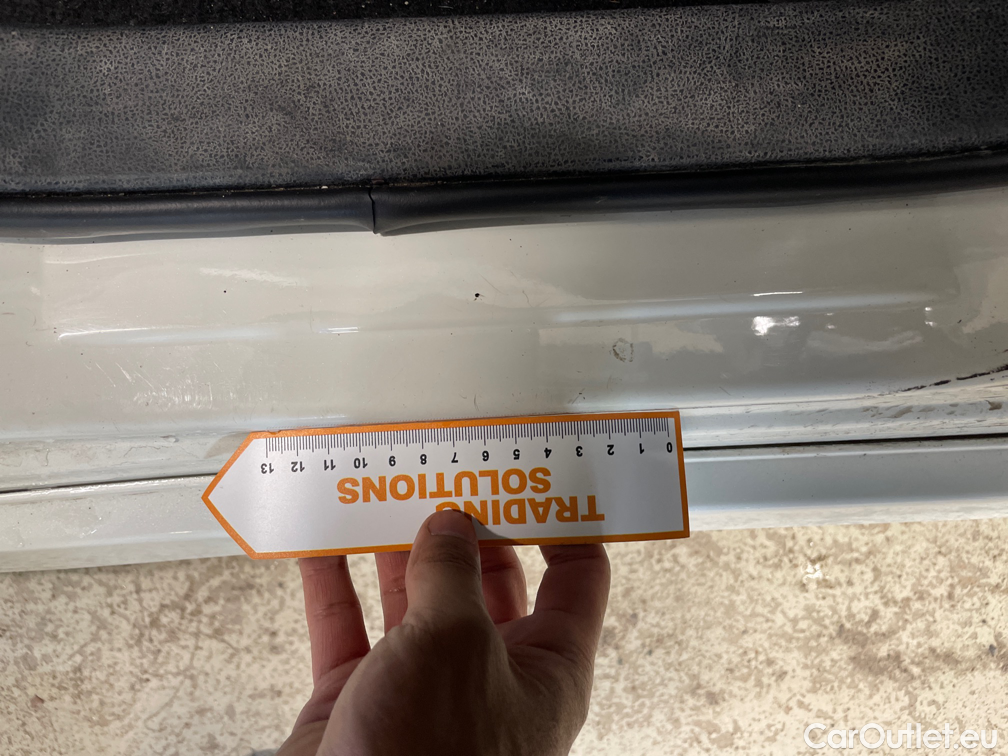 0 1 2 3 4 5 6 7 8 9 10 11 12 13
TRADING
SOLUTIONS
CarOutlet.eu